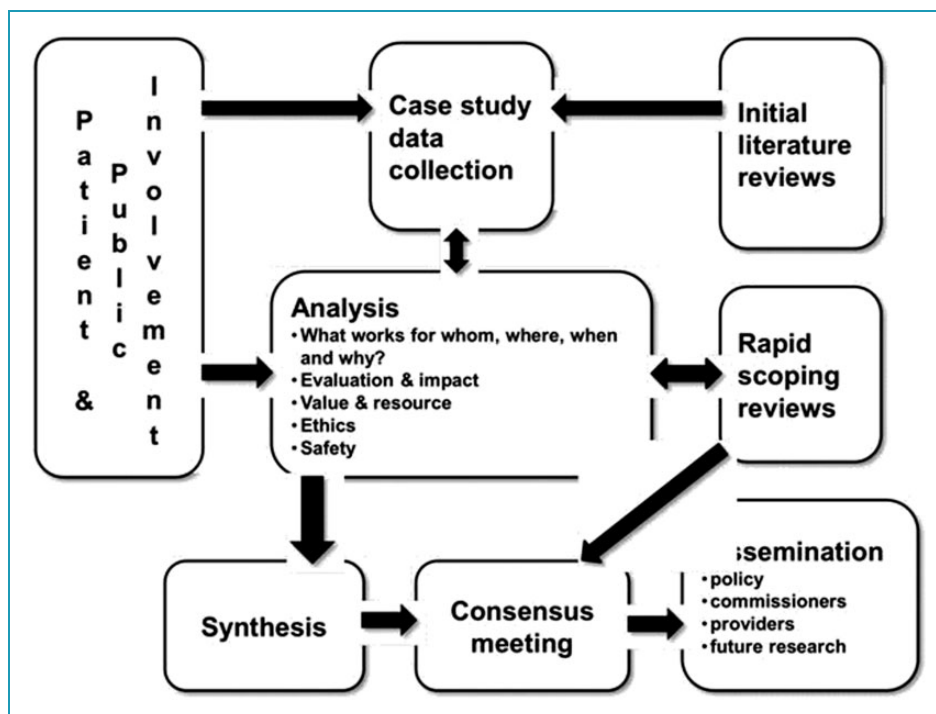 Patient &
Public
Involvement
Case study
data
collection
Initial
literature
reviews
Analysis
•What works for whom, where, when
and why?
•Evaluation & impact
•Value & resource
•Ethics
•Safety
Rapid
scoping
reviews
Synthesis
Consensus
meeting
ssemination
•policy
•commissioners
•providers
•future research